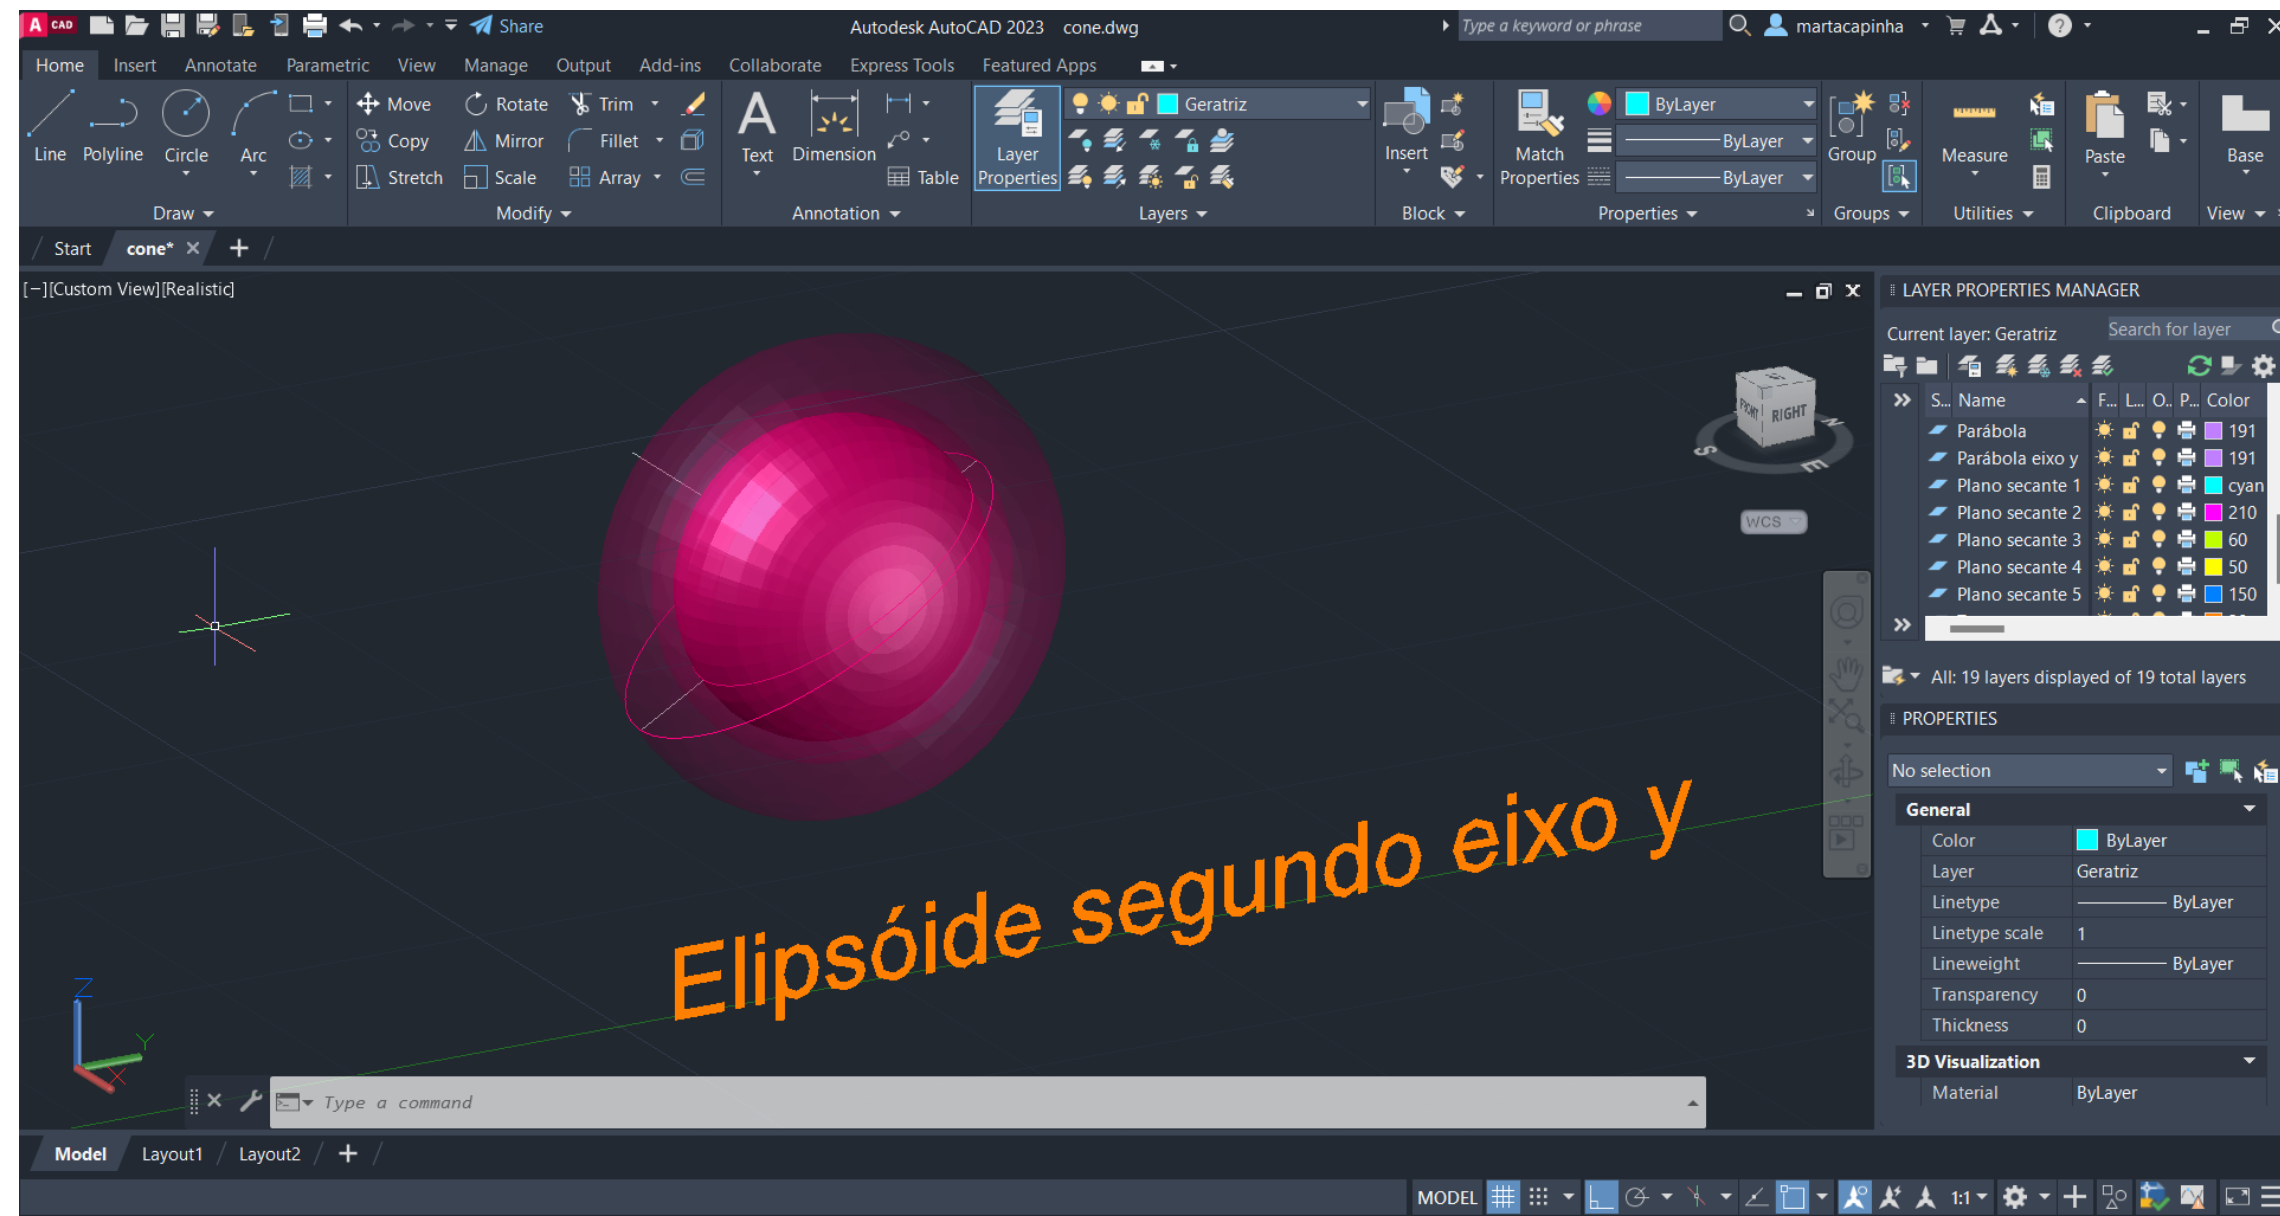 A CAD Share Autodesk AutoCAD 2023 cone.dwg Type a keyword or phrase martacapinha
Home Insert Annotate Parametric View Manage Output Add-ins Collaborate Express Tools Featured Apps
Line Polyline Circle Arc
Move Rotate Trim
Copy Mirror Fillet
Stretch Scale Array
Text Dimension Table
Layer Properties
Geratriz
Insert
Match Properties
ByLayer
ByLayer
ByLayer
Group
Measure
Paste
Base
Draw Modify Annotation Layers Block Properties Groups Utilities Clipboard View
Start cone*
[−][Custom View][Realistic]
FRONT RIGHT
S E N
WCS
Elipsóide segundo eixo y
Z Y X
Type a command
LAYER PROPERTIES MANAGER
Current layer: Geratriz Search for layer
S.. Name F... L... O.. P... Color
Parábola 191
Parábola eixo y 191
Plano secante 1 cyan
Plano secante 2 210
Plano secante 3 60
Plano secante 4 50
Plano secante 5 150
All: 19 layers displayed of 19 total layers
PROPERTIES
No selection
General
Color ByLayer
Layer Geratriz
Linetype ByLayer
Linetype scale 1
Lineweight ByLayer
Transparency 0
Thickness 0
3D Visualization
Material ByLayer
Model Layout1 Layout2
MODEL 1:1